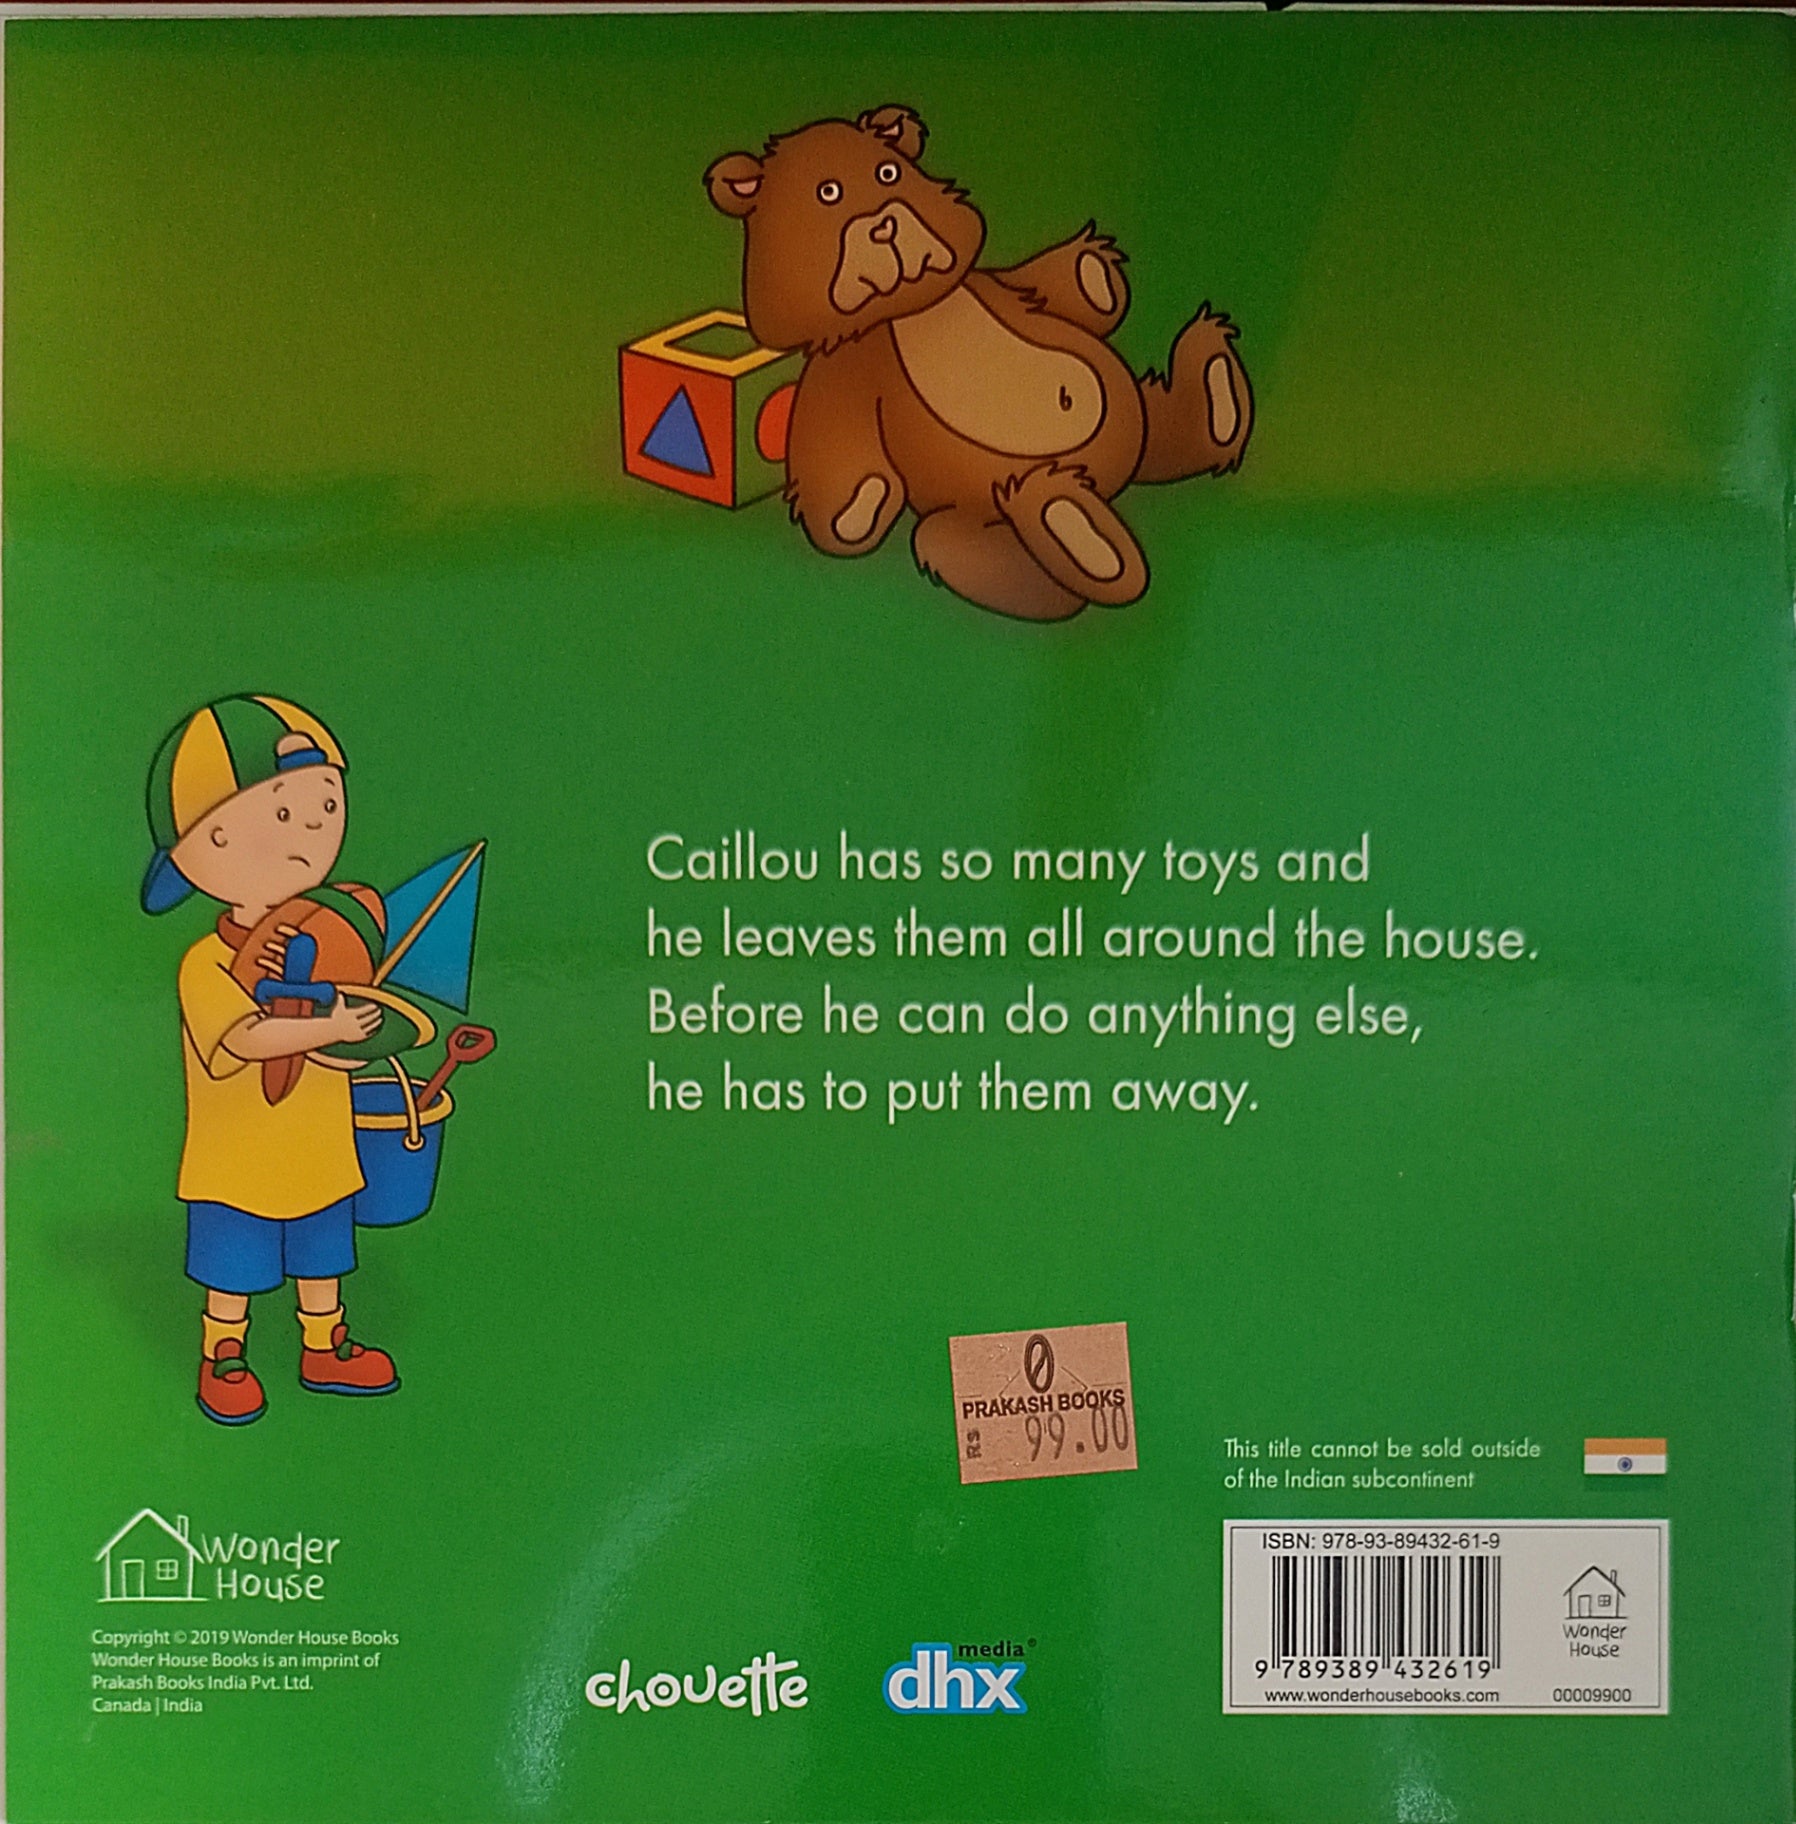 Caillou has so many toys and
he leaves them all around the house.
Before he can do anything else,
he has to put them away.
PRAKASH BOOKS
RS 99.00
This title cannot be sold outside
of the Indian subcontinent
Wonder
House
Copyright © 2019 Wonder House Books
Wonder House Books is an imprint of
Prakash Books India Pvt. Ltd.
Canada | India
chouette
media®
dhx
ISBN: 978-93-89432-61-9
9 789389 432619
www.wonderhousebooks.com
Wonder
House
00009900